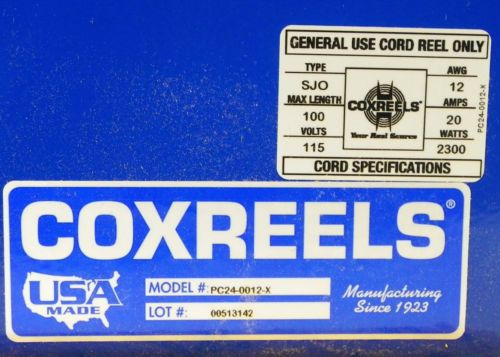 GENERAL USE CORD REEL ONLY
TYPE AWG
SJO 12
MAX LENGTH COXREELS® AMPS
100 20
VOLTS Your Reel Source WATTS
115 2300
CORD SPECIFICATIONS
PC24-0012-X
COXREELS®
USA MADE
MODEL #: PC24-0012-X
LOT #: 00513142
Manufacturing
Since 1923